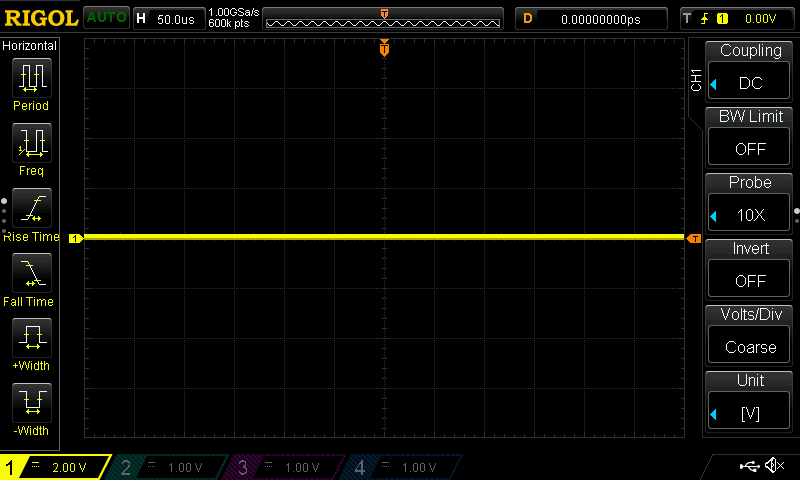 RIGOL AUTO H 50.0us 1.00GSa/s D 0.00000000ps T 1 0.00V
600k pts
T
T
Horizontal
Period
Freq
Rise Time
Fall Time
+Width
-Width
1
T
CH1
Coupling
DC
BW Limit
OFF
Probe
10X
Invert
OFF
Volts/Div
Coarse
Unit
[V]
1 2.00 V 2 1.00 V 3 1.00 V 4 1.00 V